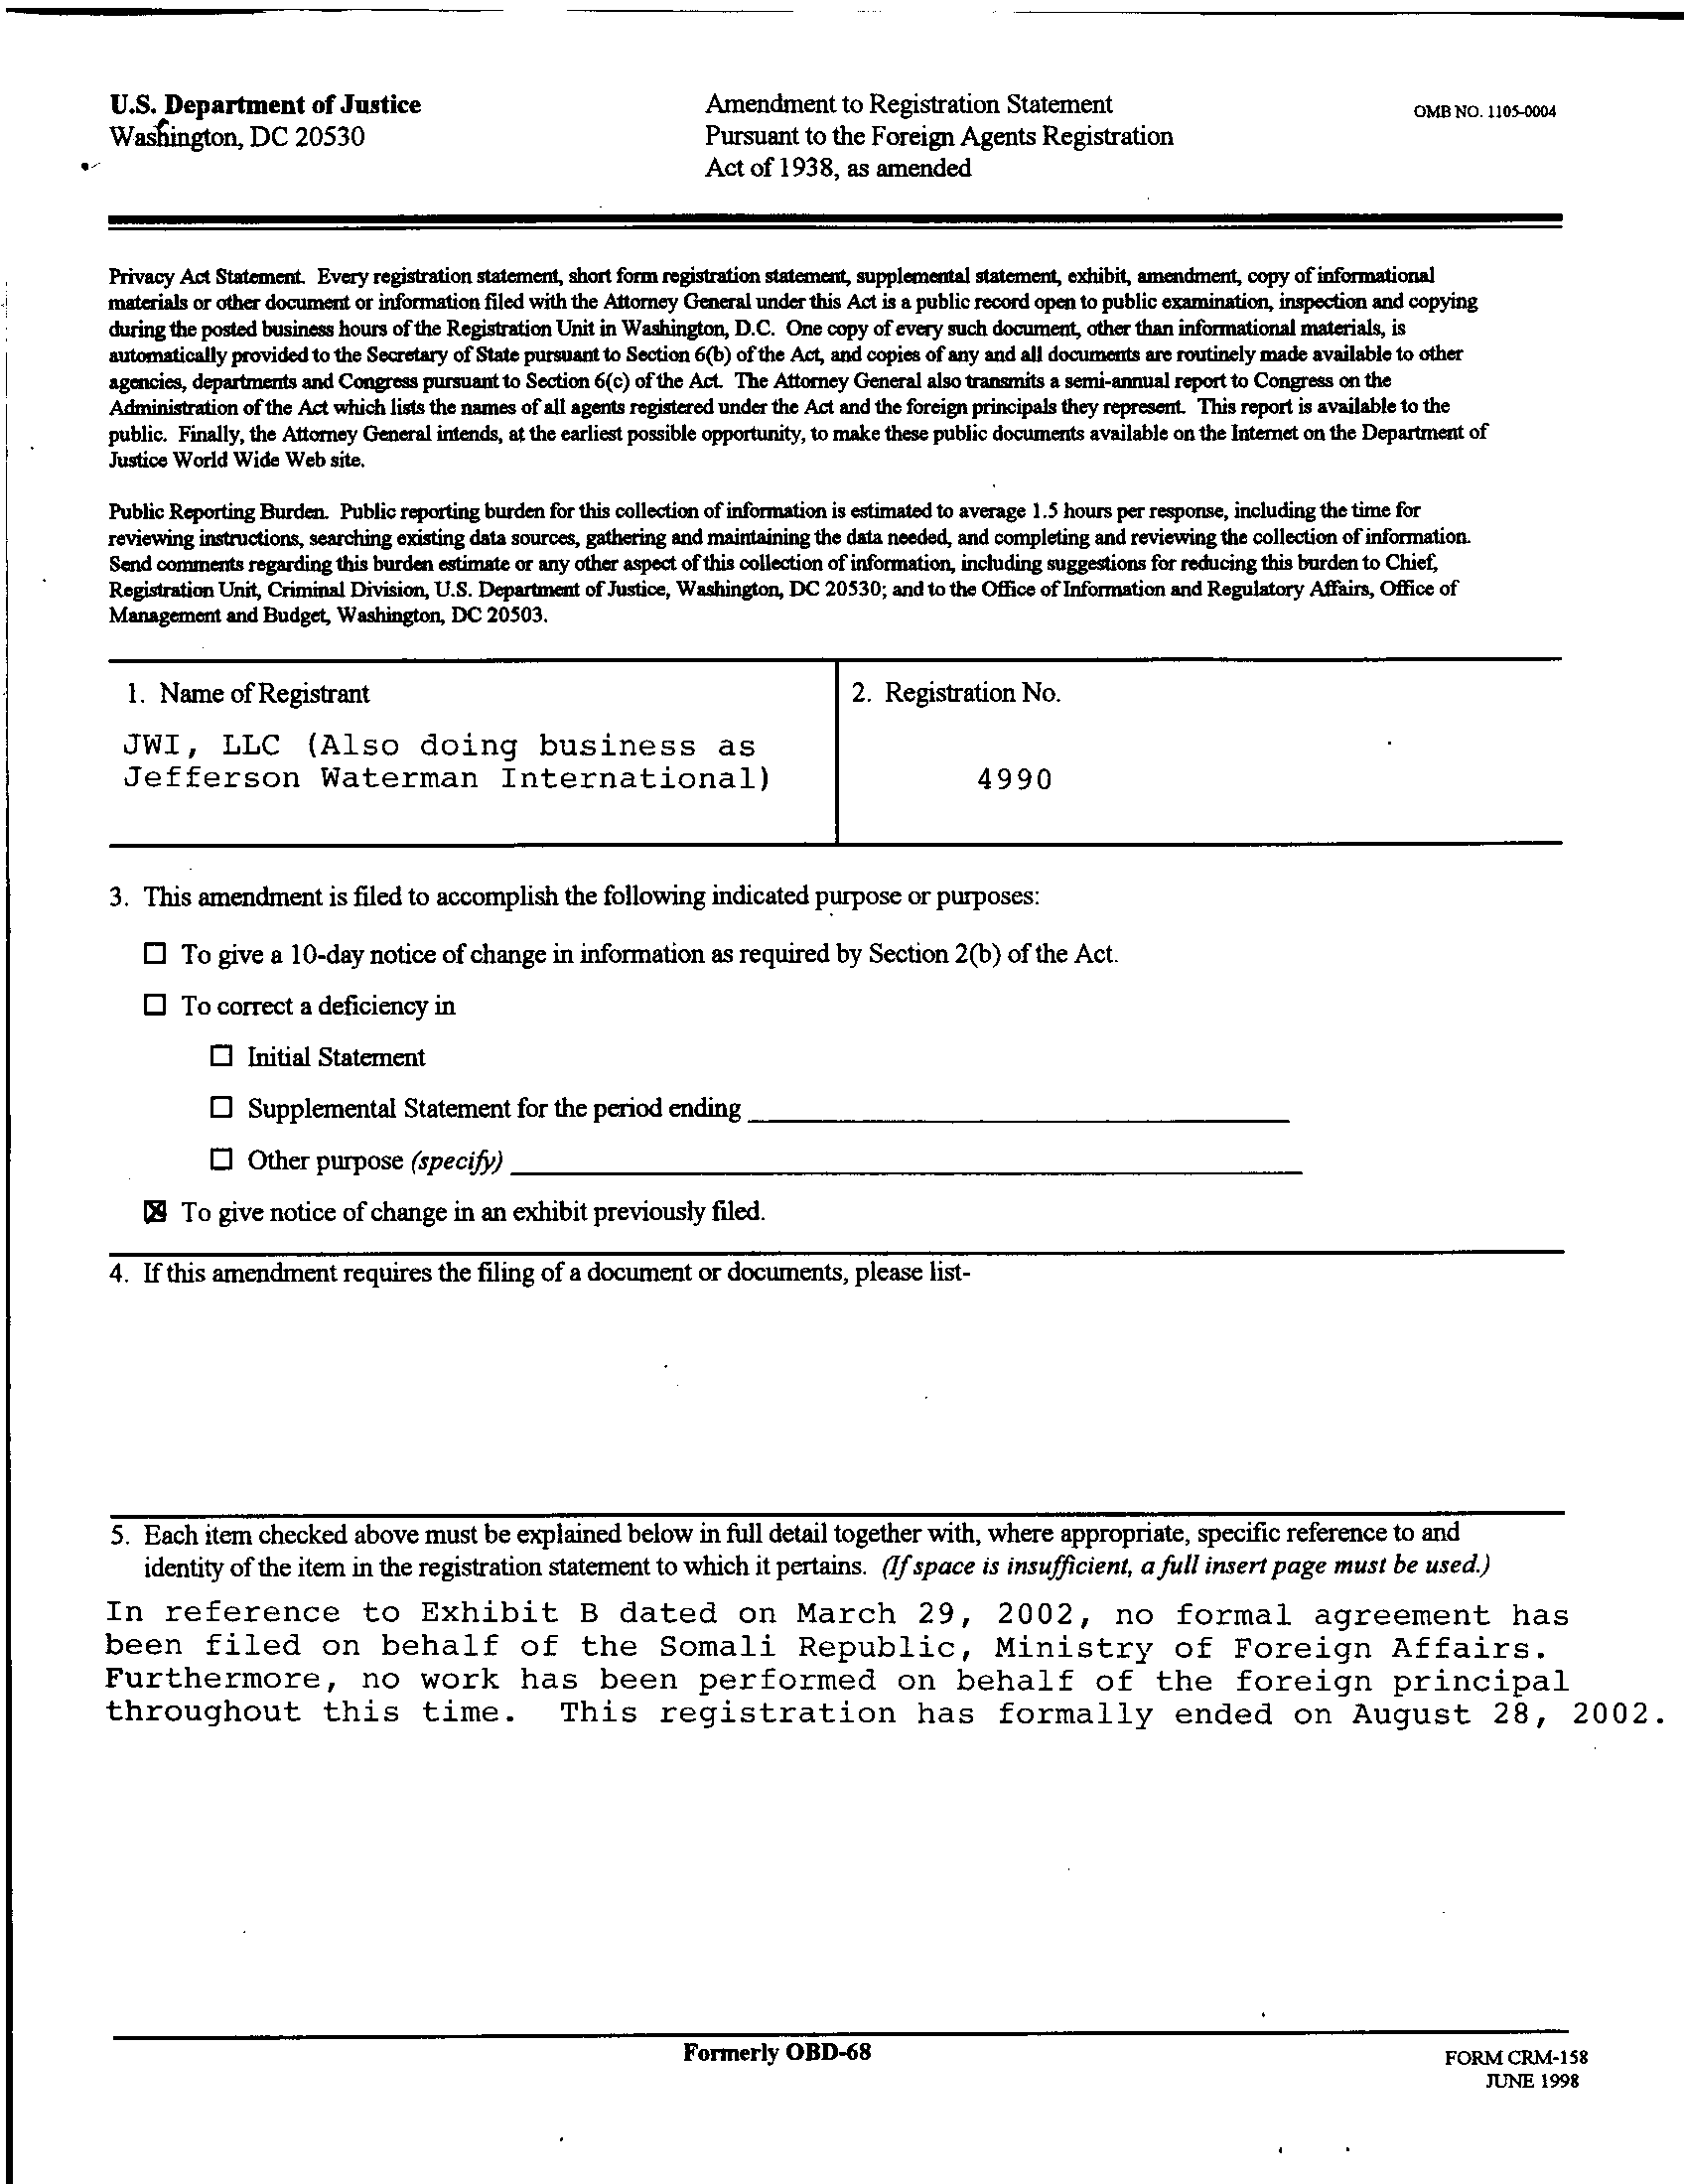 U.S. Department of Justice
Washington, DC 20530
Amendment to Registration Statement
Pursuant to the Foreign Agents Registration
Act of 1938, as amended
OMB NO. 1105-0004
Privacy Act Statement. Every registration statement, short form registration statement, supplemental statement, exhibit, amendment, copy of informational
materials or other document or information filed with the Attorney General under this Act is a public record open to public examination, inspection and copying
during the posted business hours of the Registration Unit in Washington, D.C. One copy of every such document, other than informational materials, is
automatically provided to the Secretary of State pursuant to Section 6(b) of the Act, and copies of any and all documents are routinely made available to other
agencies, departments and Congress pursuant to Section 6(c) of the Act. The Attorney General also transmits a semi-annual report to Congress on the
Administration of the Act which lists the names of all agents registered under the Act and the foreign principals they represent. This report is available to the
public. Finally, the Attorney General intends, at the earliest possible opportunity, to make these public documents available on the Internet on the Department of
Justice World Wide Web site.
Public Reporting Burden. Public reporting burden for this collection of information is estimated to average 1.5 hours per response, including the time for
reviewing instructions, searching existing data sources, gathering and maintaining the data needed, and completing and reviewing the collection of information.
Send comments regarding this burden estimate or any other aspect of this collection of information, including suggestions for reducing this burden to Chief,
Registration Unit, Criminal Division, U.S. Department of Justice, Washington, DC 20530; and to the Office of Information and Regulatory Affairs, Office of
Management and Budget, Washington, DC 20503.
1. Name of Registrant
JWI, LLC (Also doing business as
Jefferson Waterman International)
2. Registration No.
4990
3. This amendment is filed to accomplish the following indicated purpose or purposes:
☐ To give a 10-day notice of change in information as required by Section 2(b) of the Act.
☐ To correct a deficiency in
☐ Initial Statement
☐ Supplemental Statement for the period ending
☐ Other purpose (specify)
☒ To give notice of change in an exhibit previously filed.
4. If this amendment requires the filing of a document or documents, please list-
5. Each item checked above must be explained below in full detail together with, where appropriate, specific reference to and
identity of the item in the registration statement to which it pertains. (If space is insufficient, a full insert page must be used.)
In reference to Exhibit B dated on March 29, 2002, no formal agreement has
been filed on behalf of the Somali Republic, Ministry of Foreign Affairs.
Furthermore, no work has been performed on behalf of the foreign principal
throughout this time. This registration has formally ended on August 28, 2002.
Formerly OBD-68
FORM CRM-158
JUNE 1998